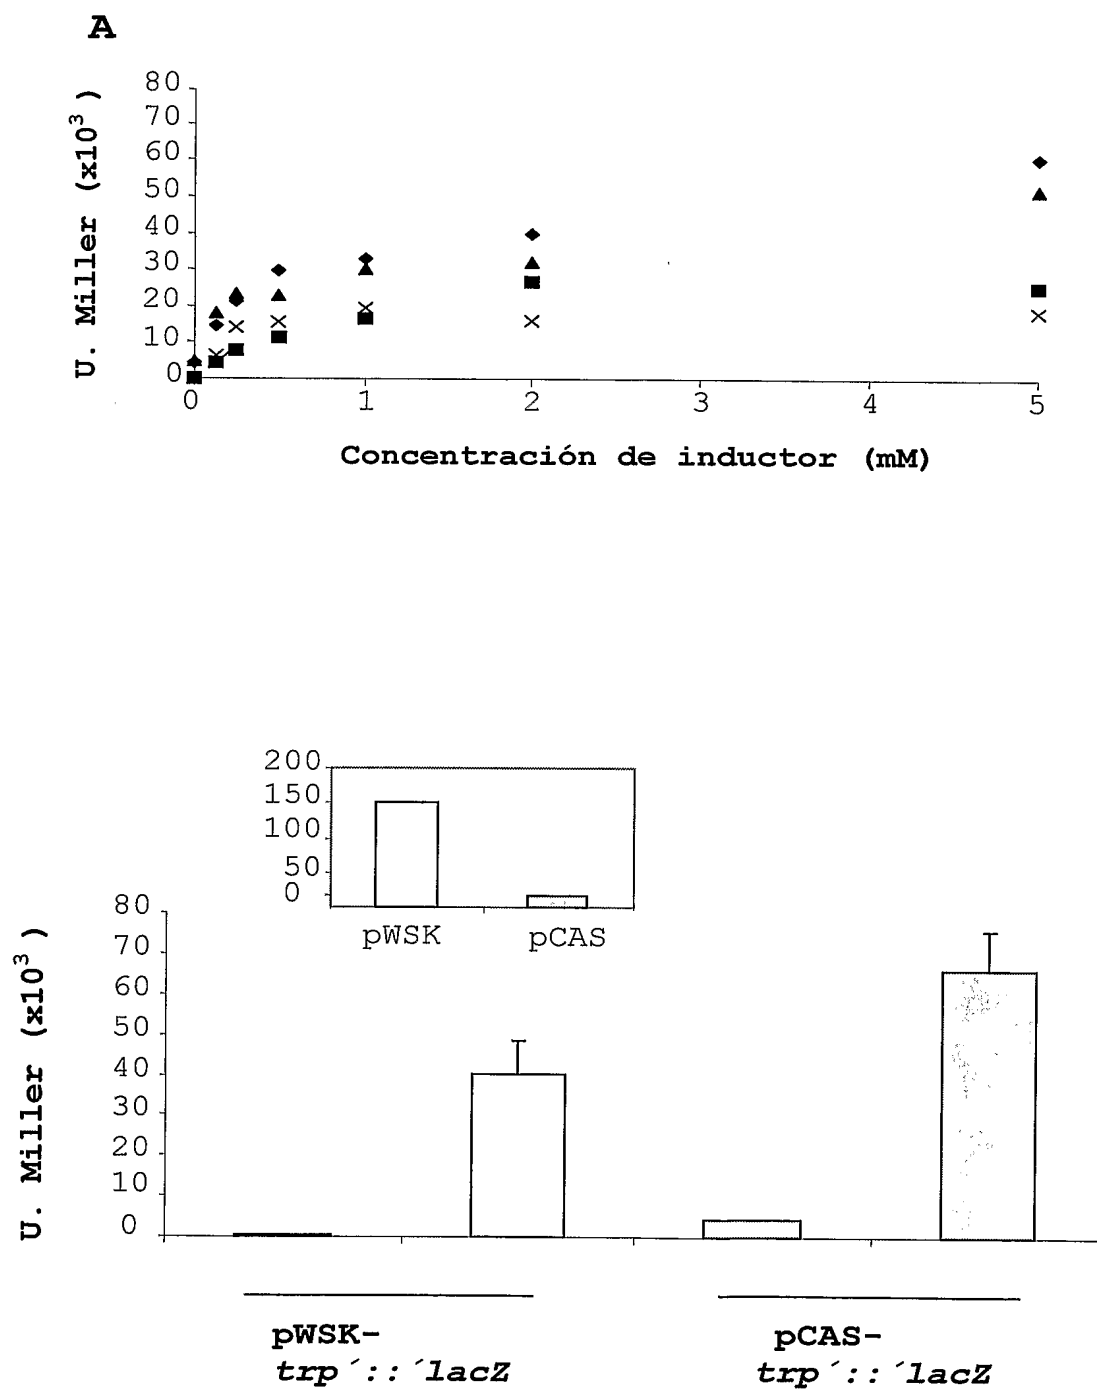 A
U. Miller (x10³)
80
70
60
50
40
30
20
10
0
0 1 2 3 4 5
Concentración de inductor (mM)
200
150
100
50
0
pWSK pCAS
U. Miller (x10³)
80
70
60
50
40
30
20
10
0
pWSK- pCAS-
trp´::´lacZ trp´::´lacZ